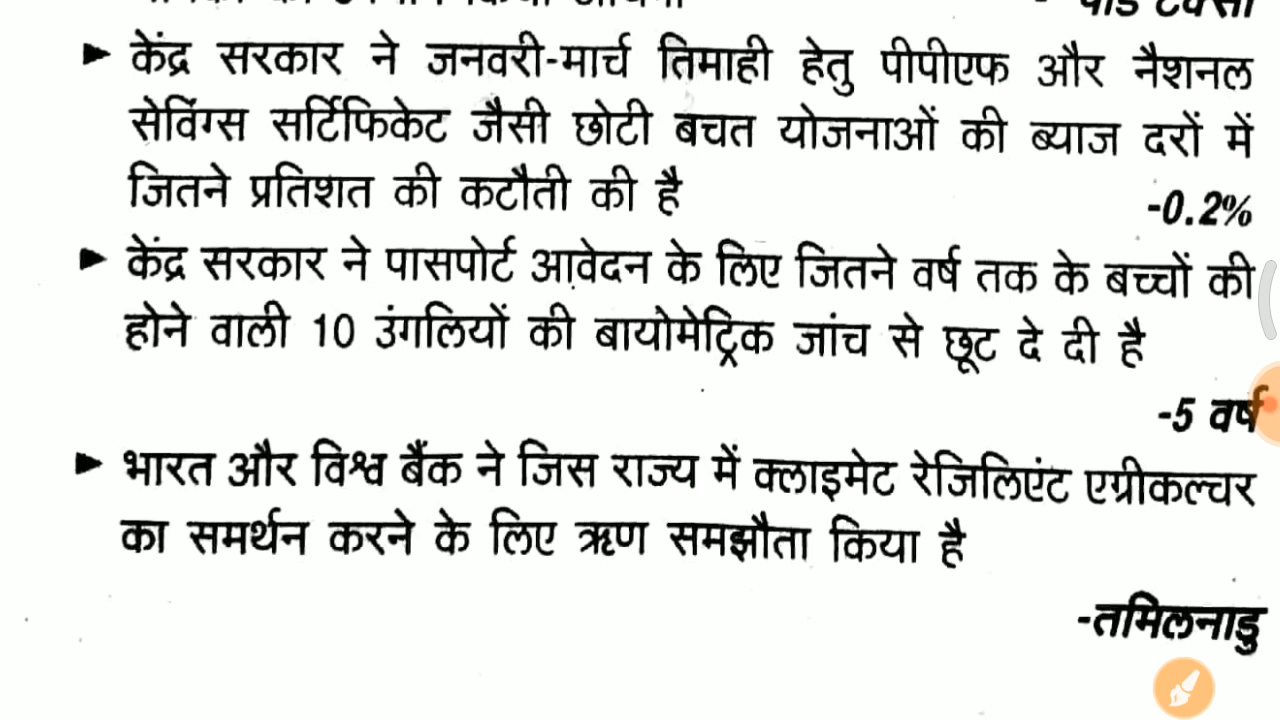 ► केंद्र सरकार ने जनवरी-मार्च तिमाही हेतु पीपीएफ और नैशनल
सेविंग्स सर्टिफिकेट जैसी छोटी बचत योजनाओं की ब्याज दरों में
जितने प्रतिशत की कटौती की है
-0.2%
► केंद्र सरकार ने पासपोर्ट आवेदन के लिए जितने वर्ष तक के बच्चों की
होने वाली 10 उंगलियों की बायोमेट्रिक जांच से छूट दे दी है
-5 वर्ष
► भारत और विश्व बैंक ने जिस राज्य में क्लाइमेट रेजिलिएंट एग्रीकल्चर
का समर्थन करने के लिए ऋण समझौता किया है
-तमिलनाडु